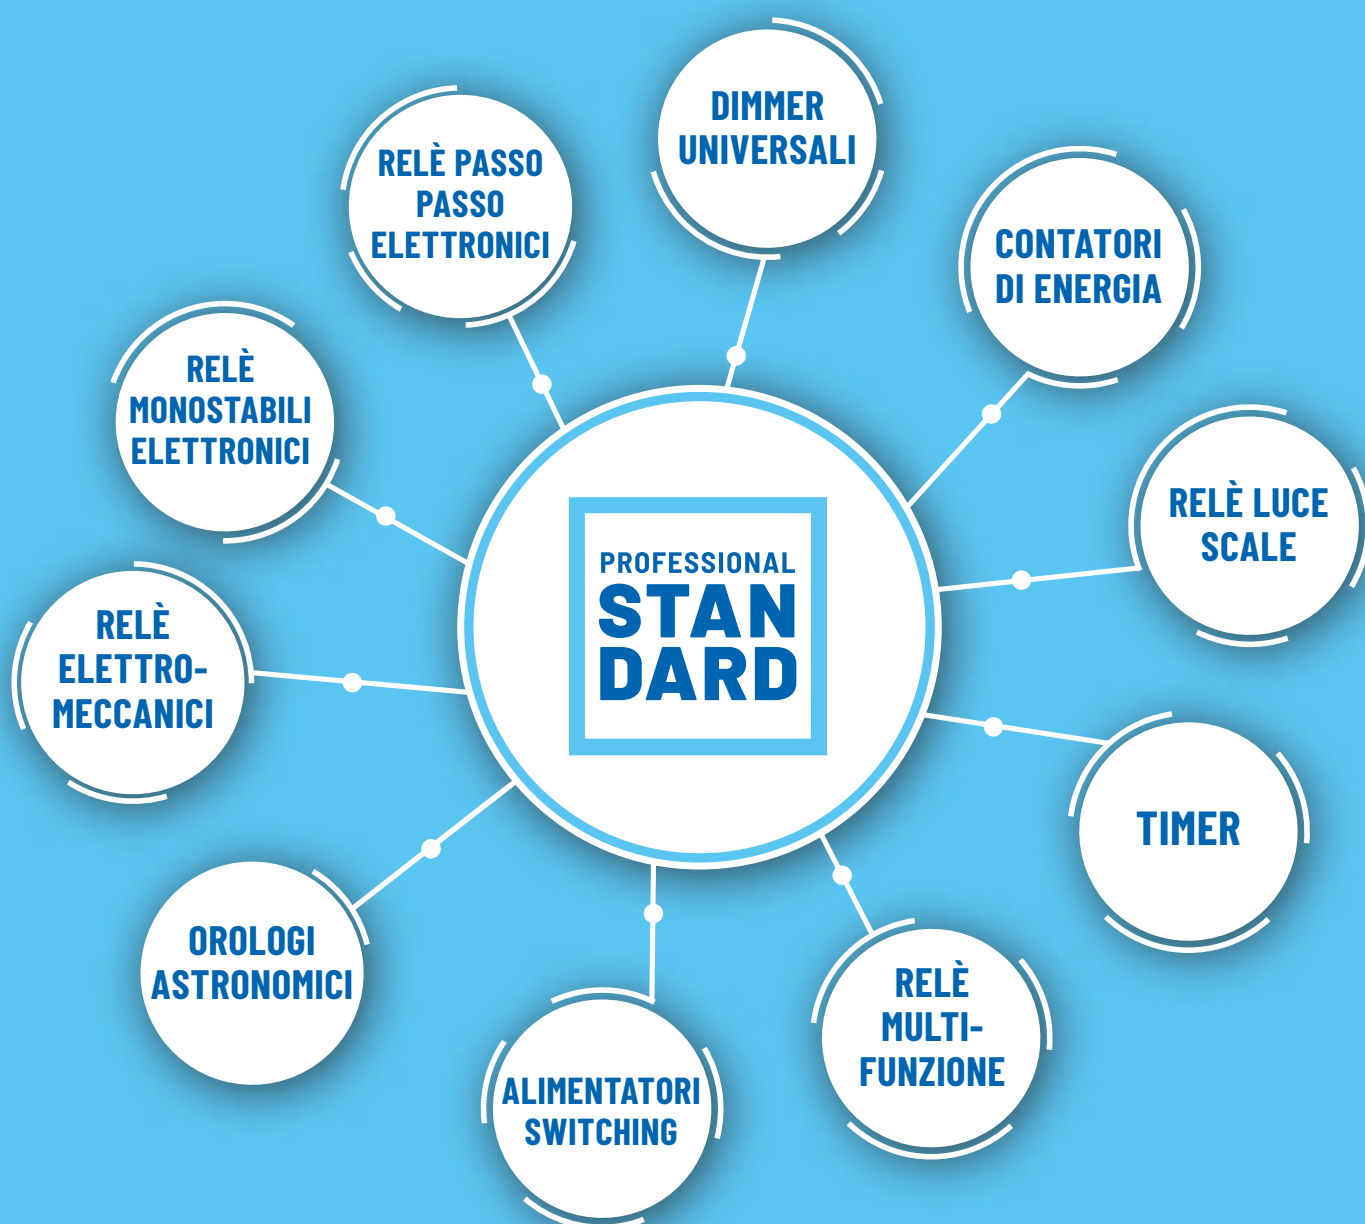 DIMMER
UNIVERSALI
RELÈ PASSO
PASSO
ELETTRONICI
CONTATORI
DI ENERGIA
RELÈ
MONOSTABILI
ELETTRONICI
RELÈ LUCE
SCALE
PROFESSIONAL
STAN
DARD
RELÈ
ELETTRO-
MECCANICI
TIMER
OROLOGI
ASTRONOMICI
RELÈ
MULTI-
FUNZIONE
ALIMENTATORI
SWITCHING